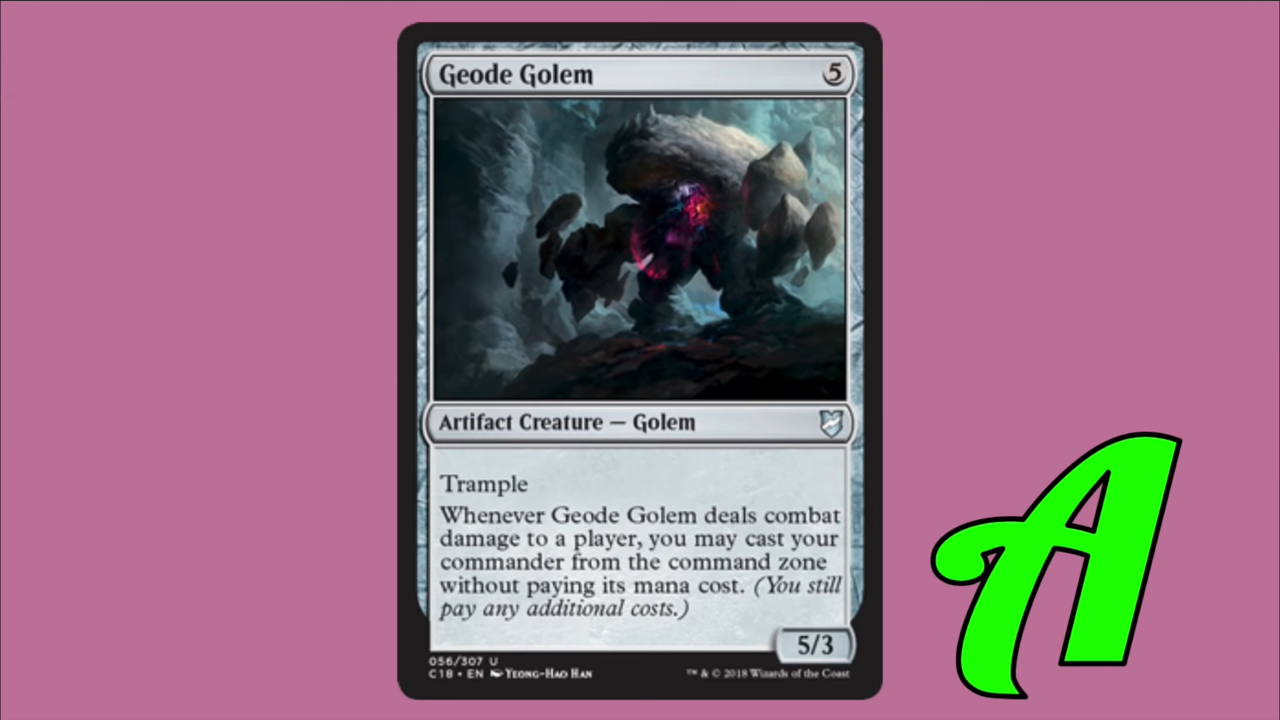 Geode Golem 5
Artifact Creature — Golem
Trample
Whenever Geode Golem deals combat
damage to a player, you may cast your
commander from the command zone
without paying its mana cost. (You still
pay any additional costs.)
5/3
056/307 U
C18 • EN Yeong-Hao Han
™ & © 2018 Wizards of the Coast
A